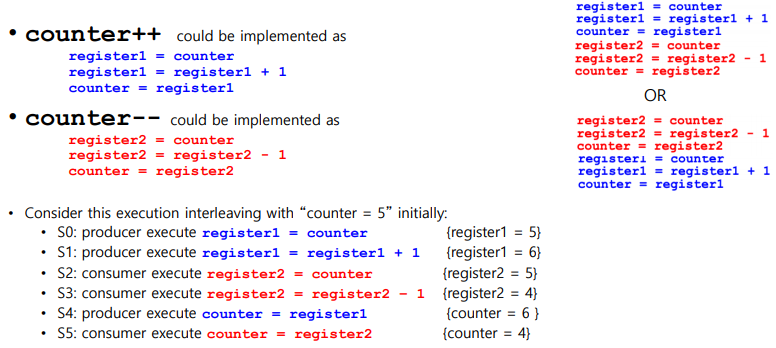 • counter++ could be implemented as
register1 = counter
register1 = register1 + 1
counter = register1
• counter-- could be implemented as
register2 = counter
register2 = register2 - 1
counter = register2
register1 = counter
register1 = register1 + 1
counter = register1
register2 = counter
register2 = register2 - 1
counter = register2
OR
register2 = counter
register2 = register2 - 1
counter = register2
register1 = counter
register1 = register1 + 1
counter = register1
• Consider this execution interleaving with “counter = 5” initially:
• S0: producer execute register1 = counter {register1 = 5}
• S1: producer execute register1 = register1 + 1 {register1 = 6}
• S2: consumer execute register2 = counter {register2 = 5}
• S3: consumer execute register2 = register2 - 1 {register2 = 4}
• S4: producer execute counter = register1 {counter = 6 }
• S5: consumer execute counter = register2 {counter = 4}